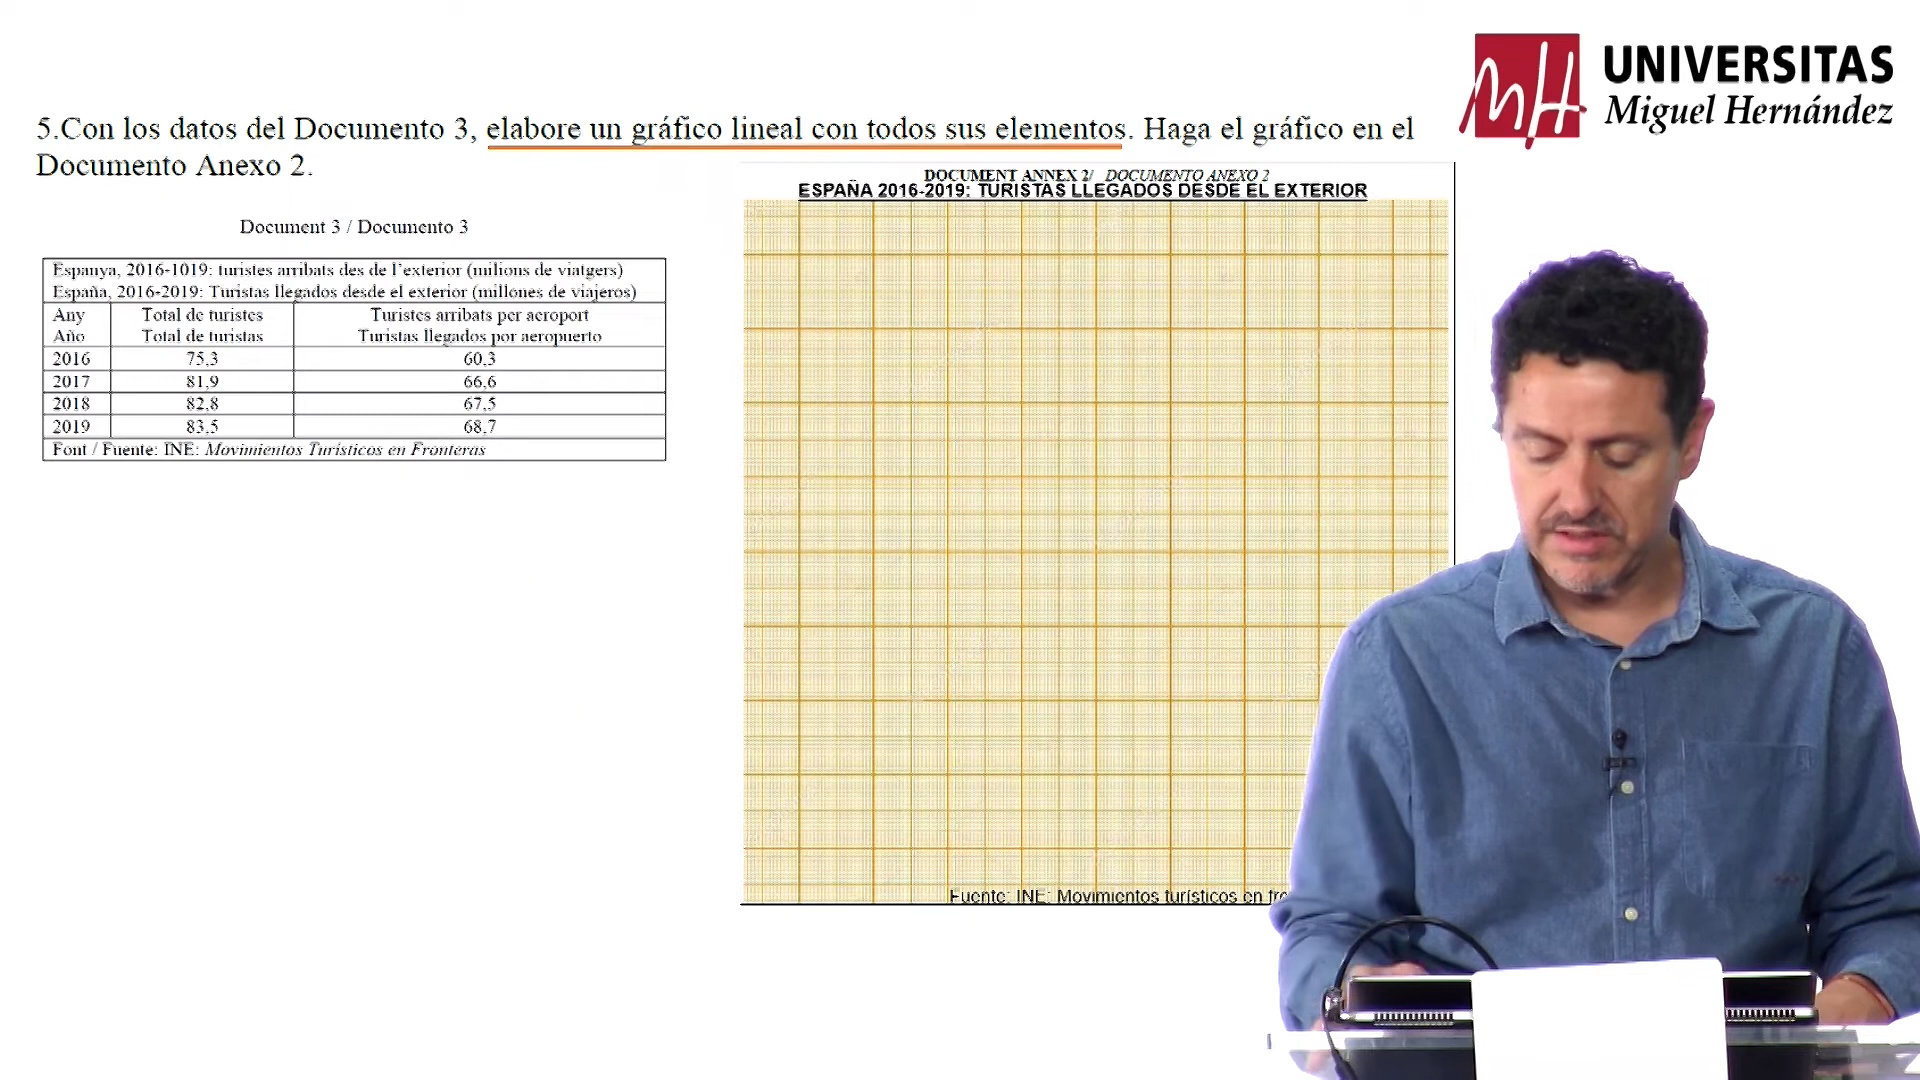 UNIVERSITAS
Miguel Hernández
5.Con los datos del Documento 3, elabore un gráfico lineal con todos sus elementos. Haga el gráfico en el
Documento Anexo 2.
Document 3 / Documento 3
Espanya, 2016-1019: turistes arribats des de l'exterior (milions de viatgers)
España, 2016-2019: Turistas llegados desde el exterior (millones de viajeros)
Any Total de turistes Turistes arribats per aeroport
Año Total de turistas Turistas llegados por aeropuerto
2016 75,3 60,3
2017 81,9 66,6
2018 82,8 67,5
2019 83,5 68,7
Font / Fuente: INE: Movimientos Turísticos en Fronteras
DOCUMENT ANNEX 2/ DOCUMENTO ANEXO 2
ESPAÑA 2016-2019: TURISTAS LLEGADOS DESDE EL EXTERIOR
Fuente: INE: Movimientos turísticos en fro